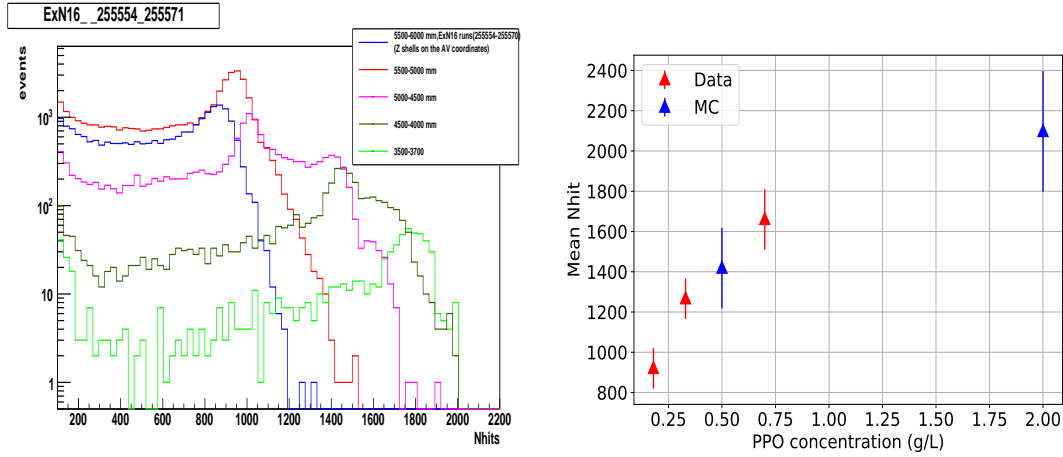 ExN16_ _255554_255571
events
5500-6000 mm,ExN16 runs(255554-255570)
(Z shells on the AV coordinates)
5500-5000 mm
5000-4500 mm
4500-4000 mm
3500-3700
10³
10²
10
1
200 400 600 800 1000 1200 1400 1600 1800 2000 2200
Nhits
Data
MC
Mean Nhit
2400
2200
2000
1800
1600
1400
1200
1000
800
0.25 0.50 0.75 1.00 1.25 1.50 1.75 2.00
PPO concentration (g/L)